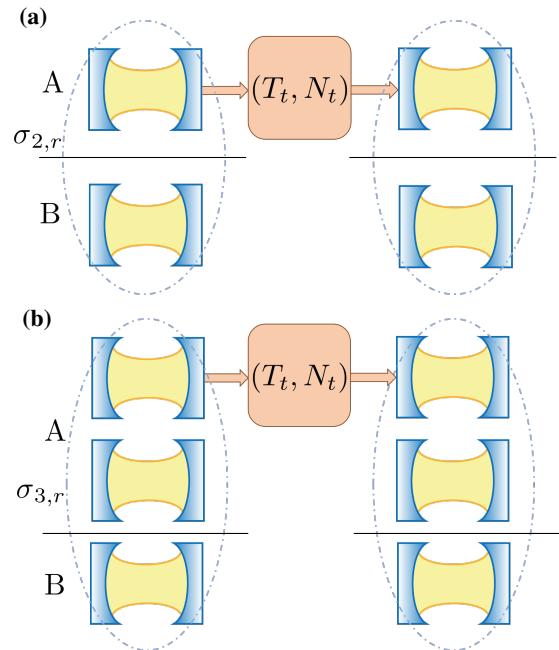 (a)
A
(T_t, N_t)
σ_{2,r}
B
(b)
(T_t, N_t)
A
σ_{3,r}
B